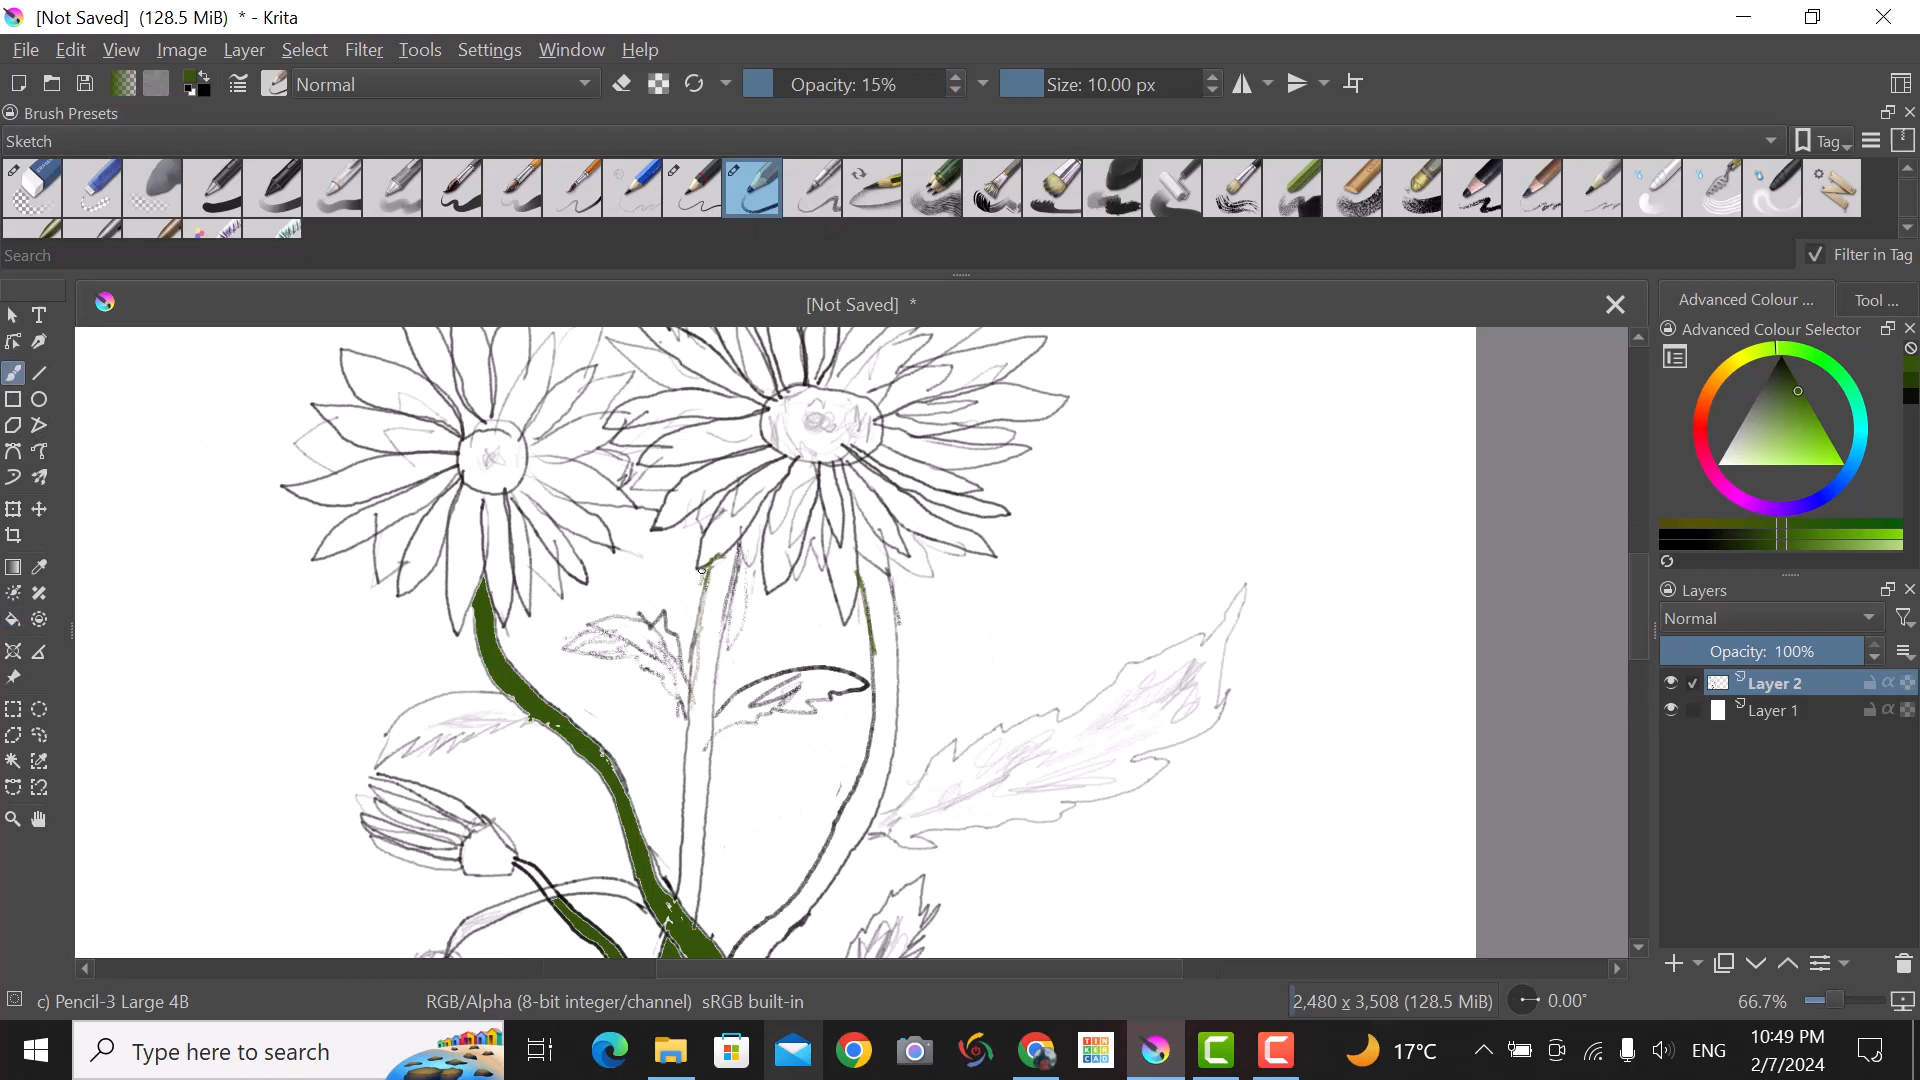 [Not Saved] (128.5 MiB) * - Krita
File Edit View Image Layer Select Filter Tools Settings Window Help
Normal Opacity: 15% Size: 10.00 px
Brush Presets
Sketch Tag
Search Filter in Tag
[Not Saved] *
Advanced Colour ... Tool ...
Advanced Colour Selector
Layers
Normal
Opacity: 100%
Layer 2
Layer 1
c) Pencil-3 Large 4B RGB/Alpha (8-bit integer/channel) sRGB built-in 2,480 x 3,508 (128.5 MiB) 0.00° 66.7%
Type here to search TIN KER CAD 17°C ENG 10:49 PM
2/7/2024